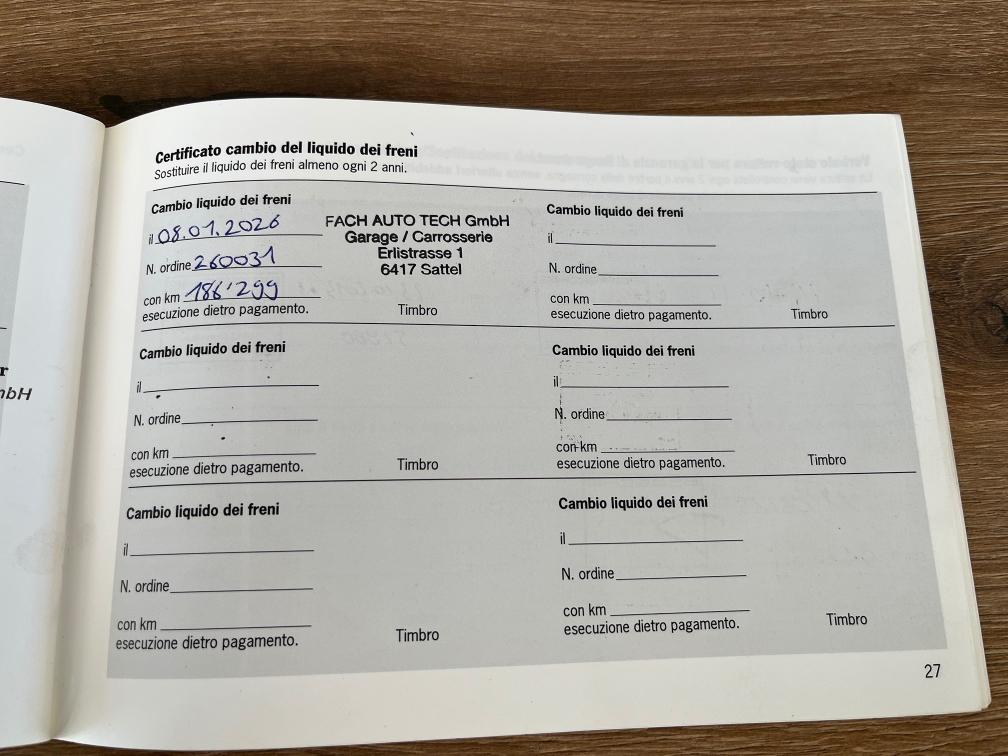 Certificato cambio del liquido dei freni
Sostituire il liquido dei freni almeno ogni 2 anni.
Cambio liquido dei freni
il 08.01.2026
N. ordine 260031
con km 186'299
esecuzione dietro pagamento.
FACH AUTO TECH GmbH
Garage / Carrosserie
Erlistrasse 1
6417 Sattel
Timbro
Cambio liquido dei freni
il
N. ordine
con km
esecuzione dietro pagamento.
Timbro
Cambio liquido dei freni
il
N. ordine
con km
esecuzione dietro pagamento.
Timbro
Cambio liquido dei freni
il
N. ordine
con km
esecuzione dietro pagamento.
Timbro
Cambio liquido dei freni
il
N. ordine
con km
esecuzione dietro pagamento.
Timbro
Cambio liquido dei freni
il
N. ordine
con km
esecuzione dietro pagamento.
Timbro
27